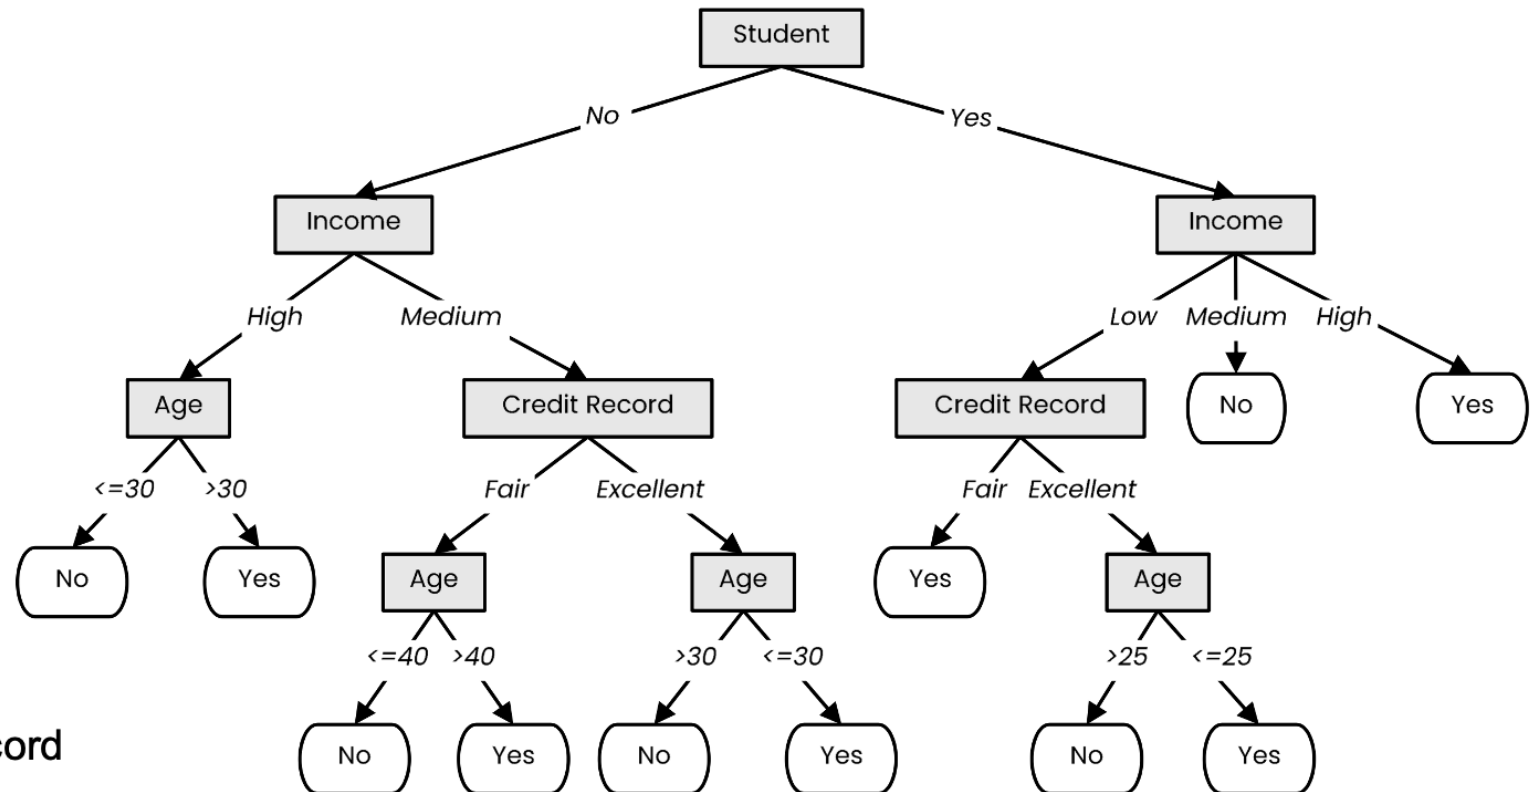 Student
No
Yes
Income
Income
High
Medium
Low
Medium
High
Age
Credit Record
Credit Record
No
Yes
<=30
>30
Fair
Excellent
Fair
Excellent
No
Yes
Age
Age
Yes
Age
<=40
>40
>30
<=30
>25
<=25
cord
No
Yes
No
Yes
No
Yes